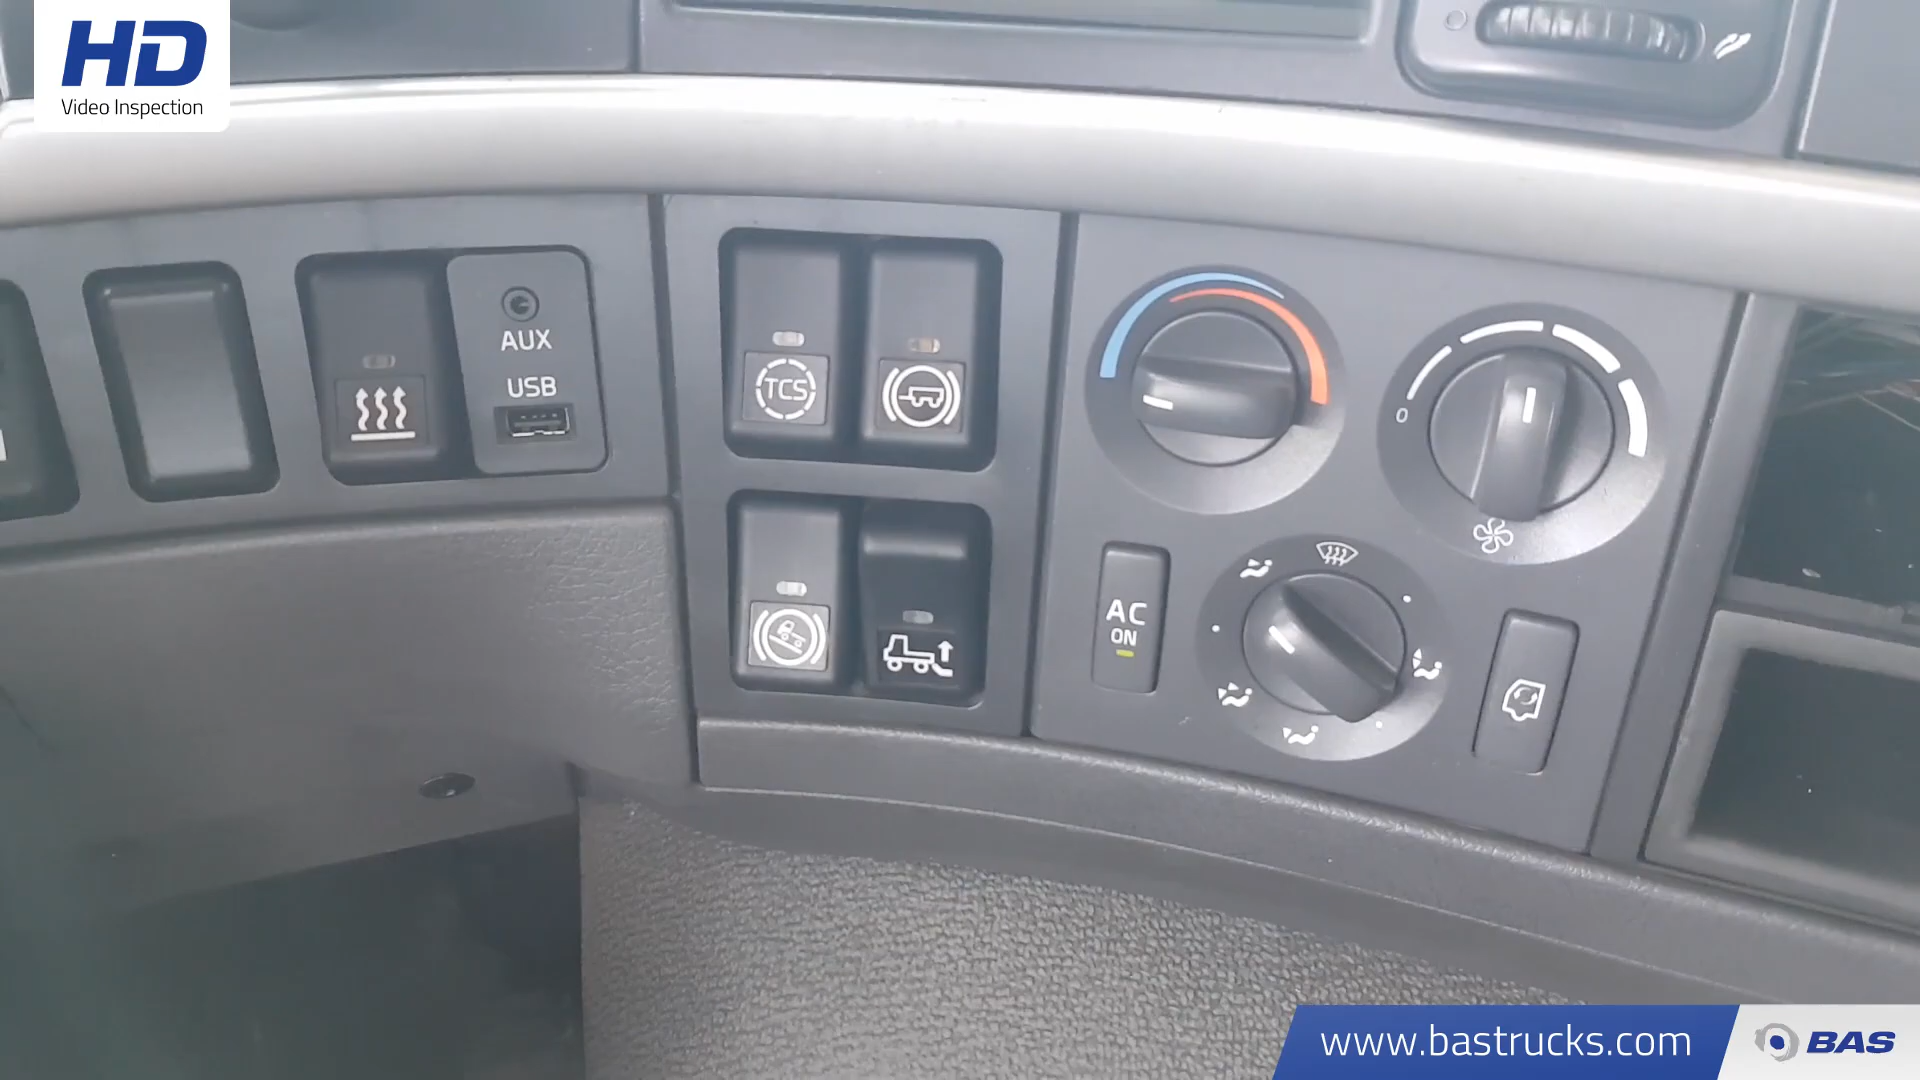 HD
Video Inspection
AUX
USB
TCS
0
AC
ON
www.bastrucks.com
BAS